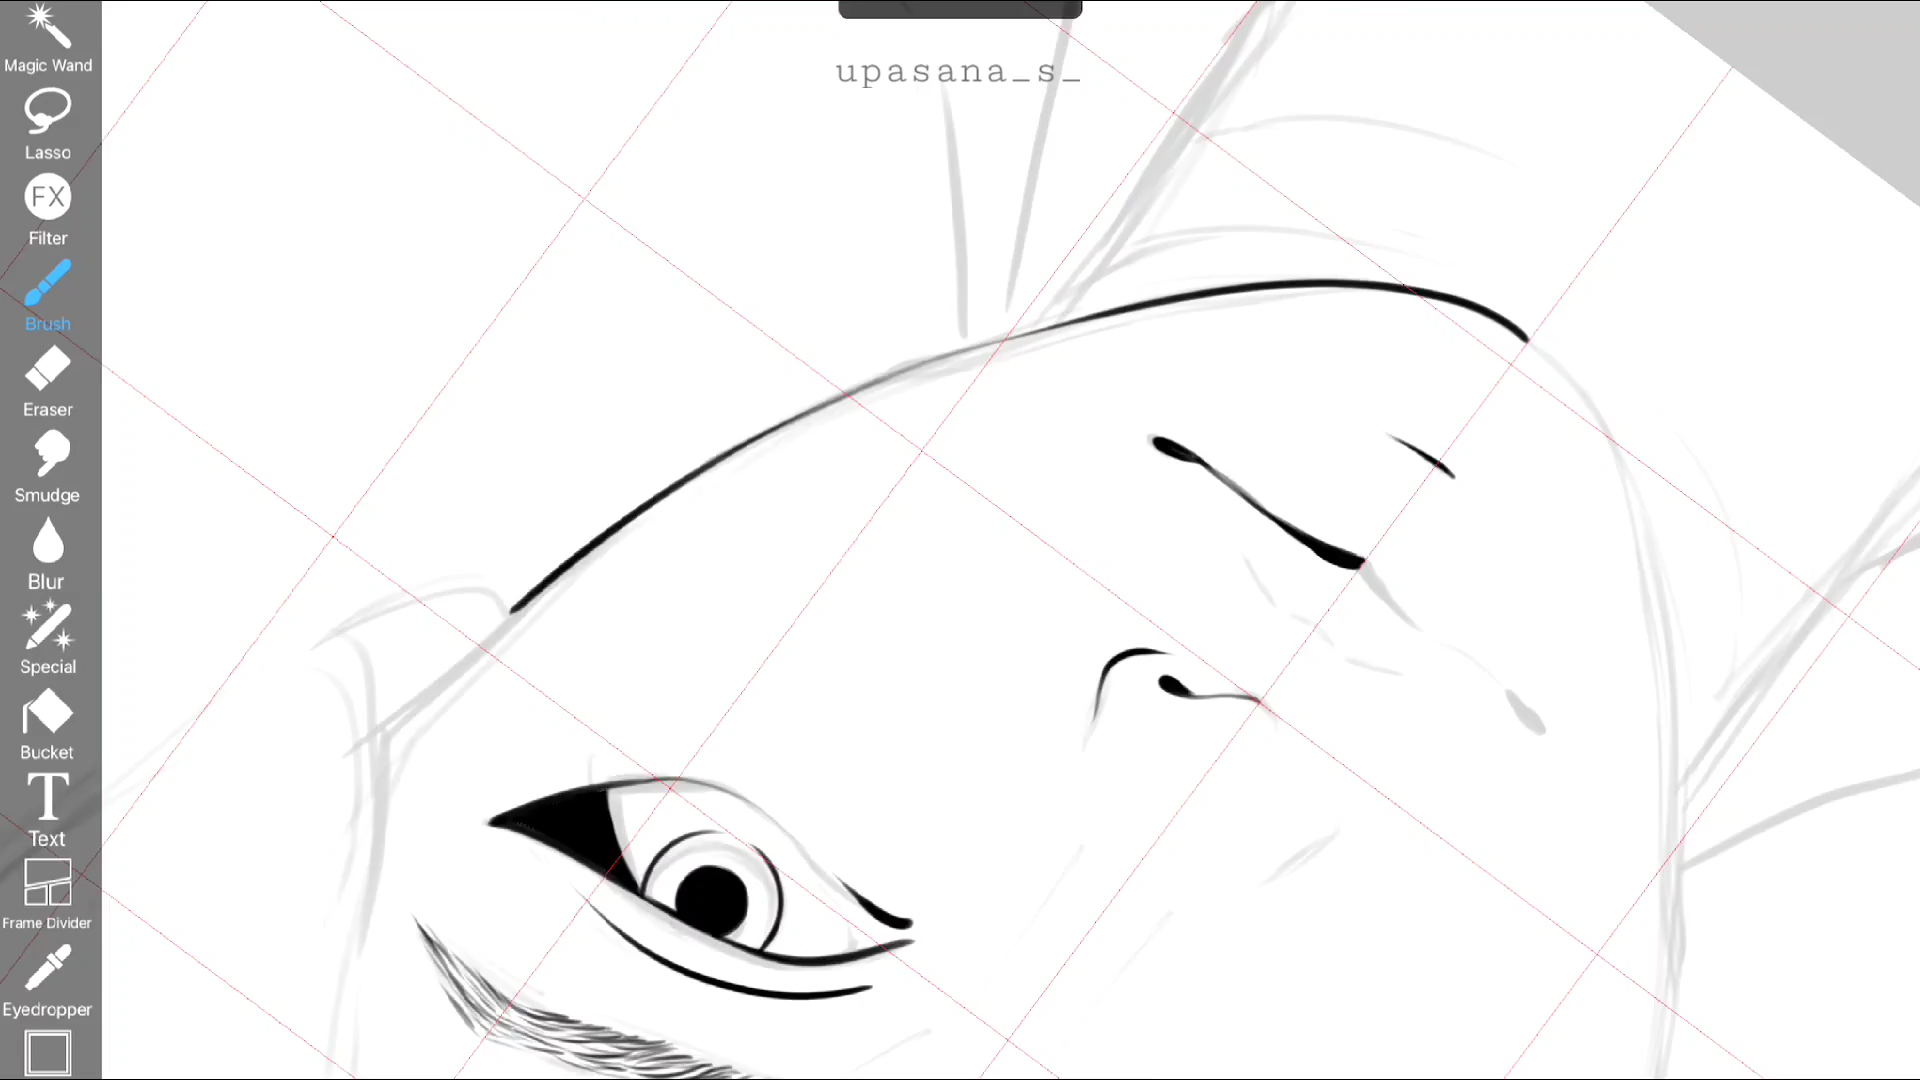 upasana_s_
Magic Wand
Lasso
FX
Filter
Brush
Eraser
Smudge
Blur
Special
Bucket
T
Text
Frame Divider
Eyedropper